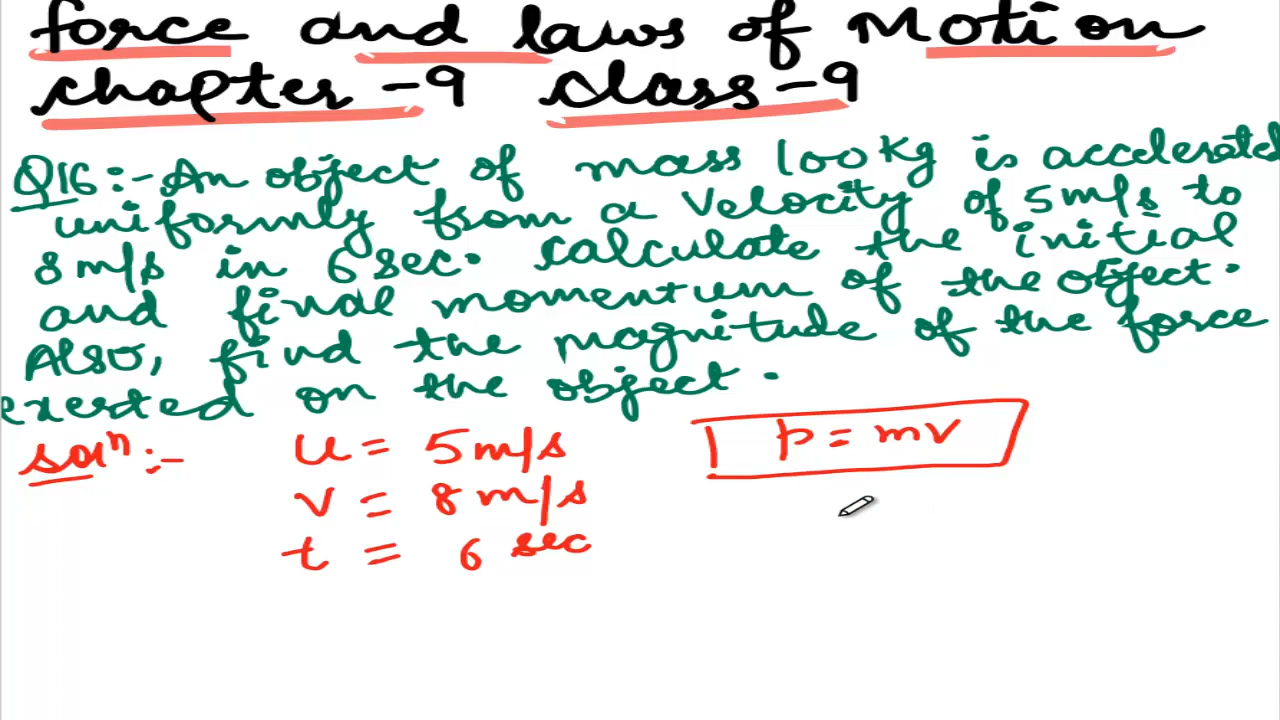 force and laws of Motion
chapter -9 class -9
Q16:- An object of mass 100Kg is accelerated
uniformly from a velocity of 5m/s to
8m/s in 6sec. calculate the initial
and final momentum of the object.
Also, find the magnitude of the force
exerted on the object.
Solⁿ :- u = 5m/s p = mv
v = 8m/s
t = 6 sec